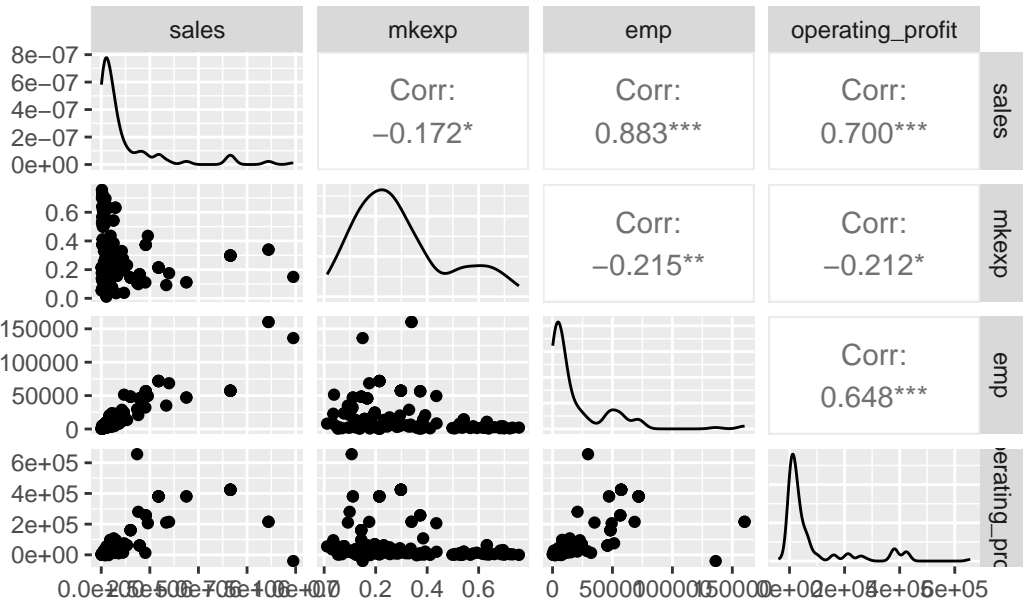 sales mkexp emp operating_profit
8e−07
6e−07
4e−07
2e−07
0e+00
Corr:
−0.172*
Corr:
0.883***
Corr:
0.700***
sales
0.6
0.4
0.2
0.0
Corr:
−0.215**
Corr:
−0.212*
mkexp
150000
100000
50000
0
Corr:
0.648***
emp
6e+05
4e+05
2e+05
0e+00
perating_pro
0.2 0.4 0.6
0 50000